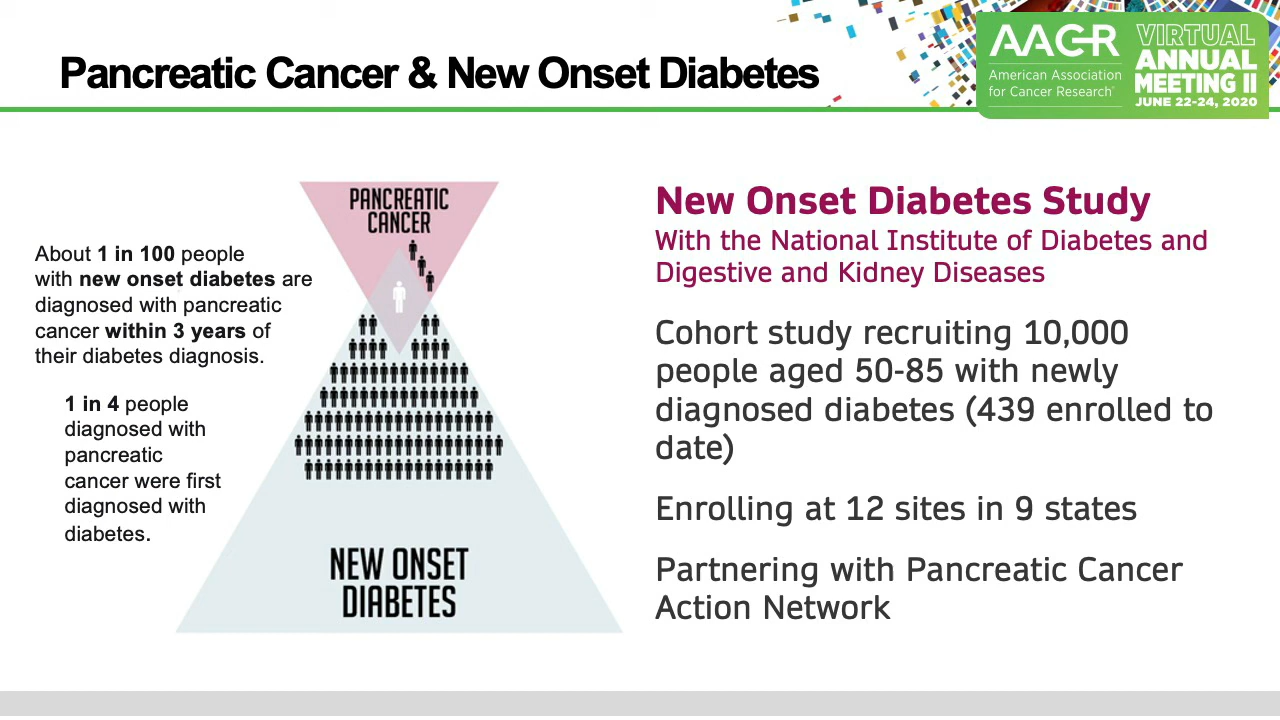 Pancreatic Cancer & New Onset Diabetes
AACR
American Association
for Cancer Research®
VIRTUAL
ANNUAL
MEETING II
JUNE 22-24, 2020
PANCREATIC
CANCER
About 1 in 100 people
with new onset diabetes are
diagnosed with pancreatic
cancer within 3 years of
their diabetes diagnosis.
1 in 4 people
diagnosed with
pancreatic
cancer were first
diagnosed with
diabetes.
NEW ONSET
DIABETES
New Onset Diabetes Study
With the National Institute of Diabetes and
Digestive and Kidney Diseases
Cohort study recruiting 10,000
people aged 50-85 with newly
diagnosed diabetes (439 enrolled to
date)
Enrolling at 12 sites in 9 states
Partnering with Pancreatic Cancer
Action Network